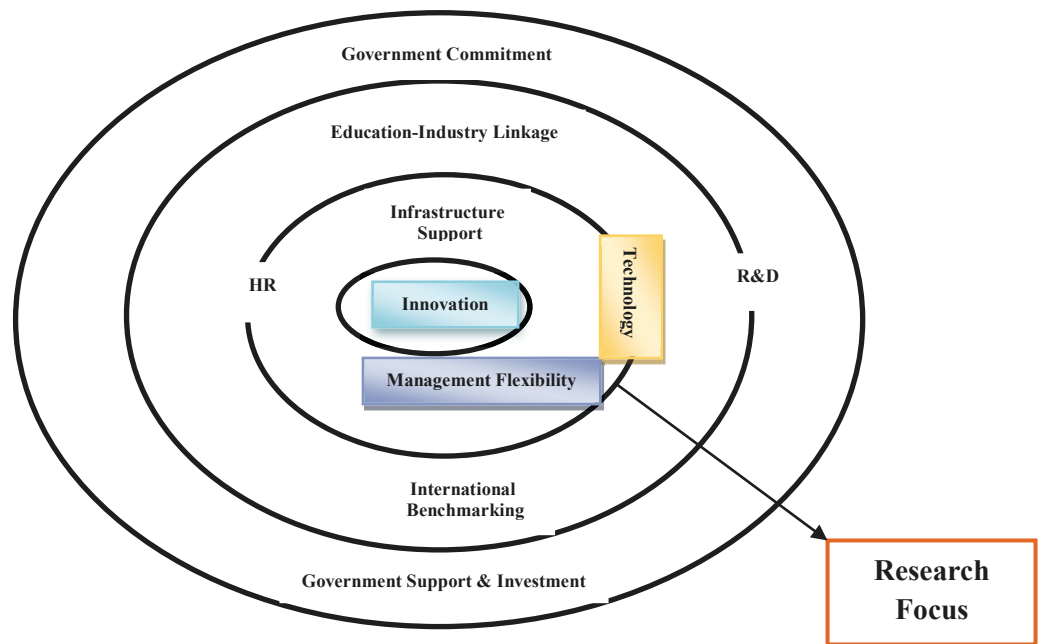 Government Commitment
Education-Industry Linkage
Infrastructure
Support
HR
Technology
R&D
Innovation
Management Flexibility
International
Benchmarking
Government Support & Investment
Research
Focus